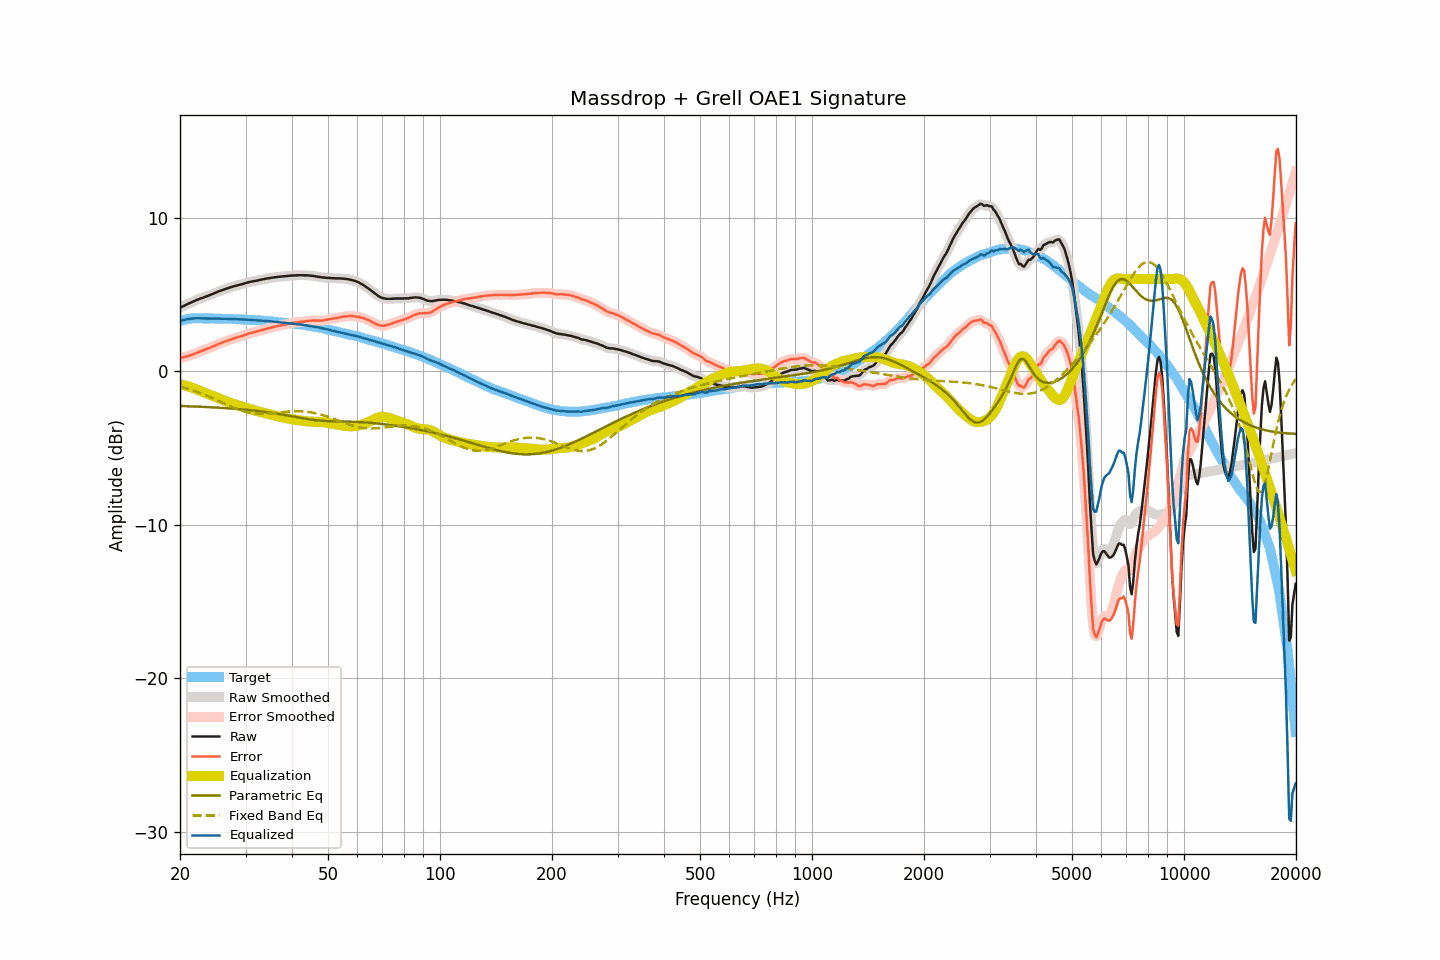 Massdrop + Grell OAE1 Signature
10
0
−10
−20
−30
Amplitude (dBr)
Target
Raw Smoothed
Error Smoothed
Raw
Error
Equalization
Parametric Eq
Fixed Band Eq
Equalized
20 50 100 200 500 1000 2000 5000 10000 20000
Frequency (Hz)